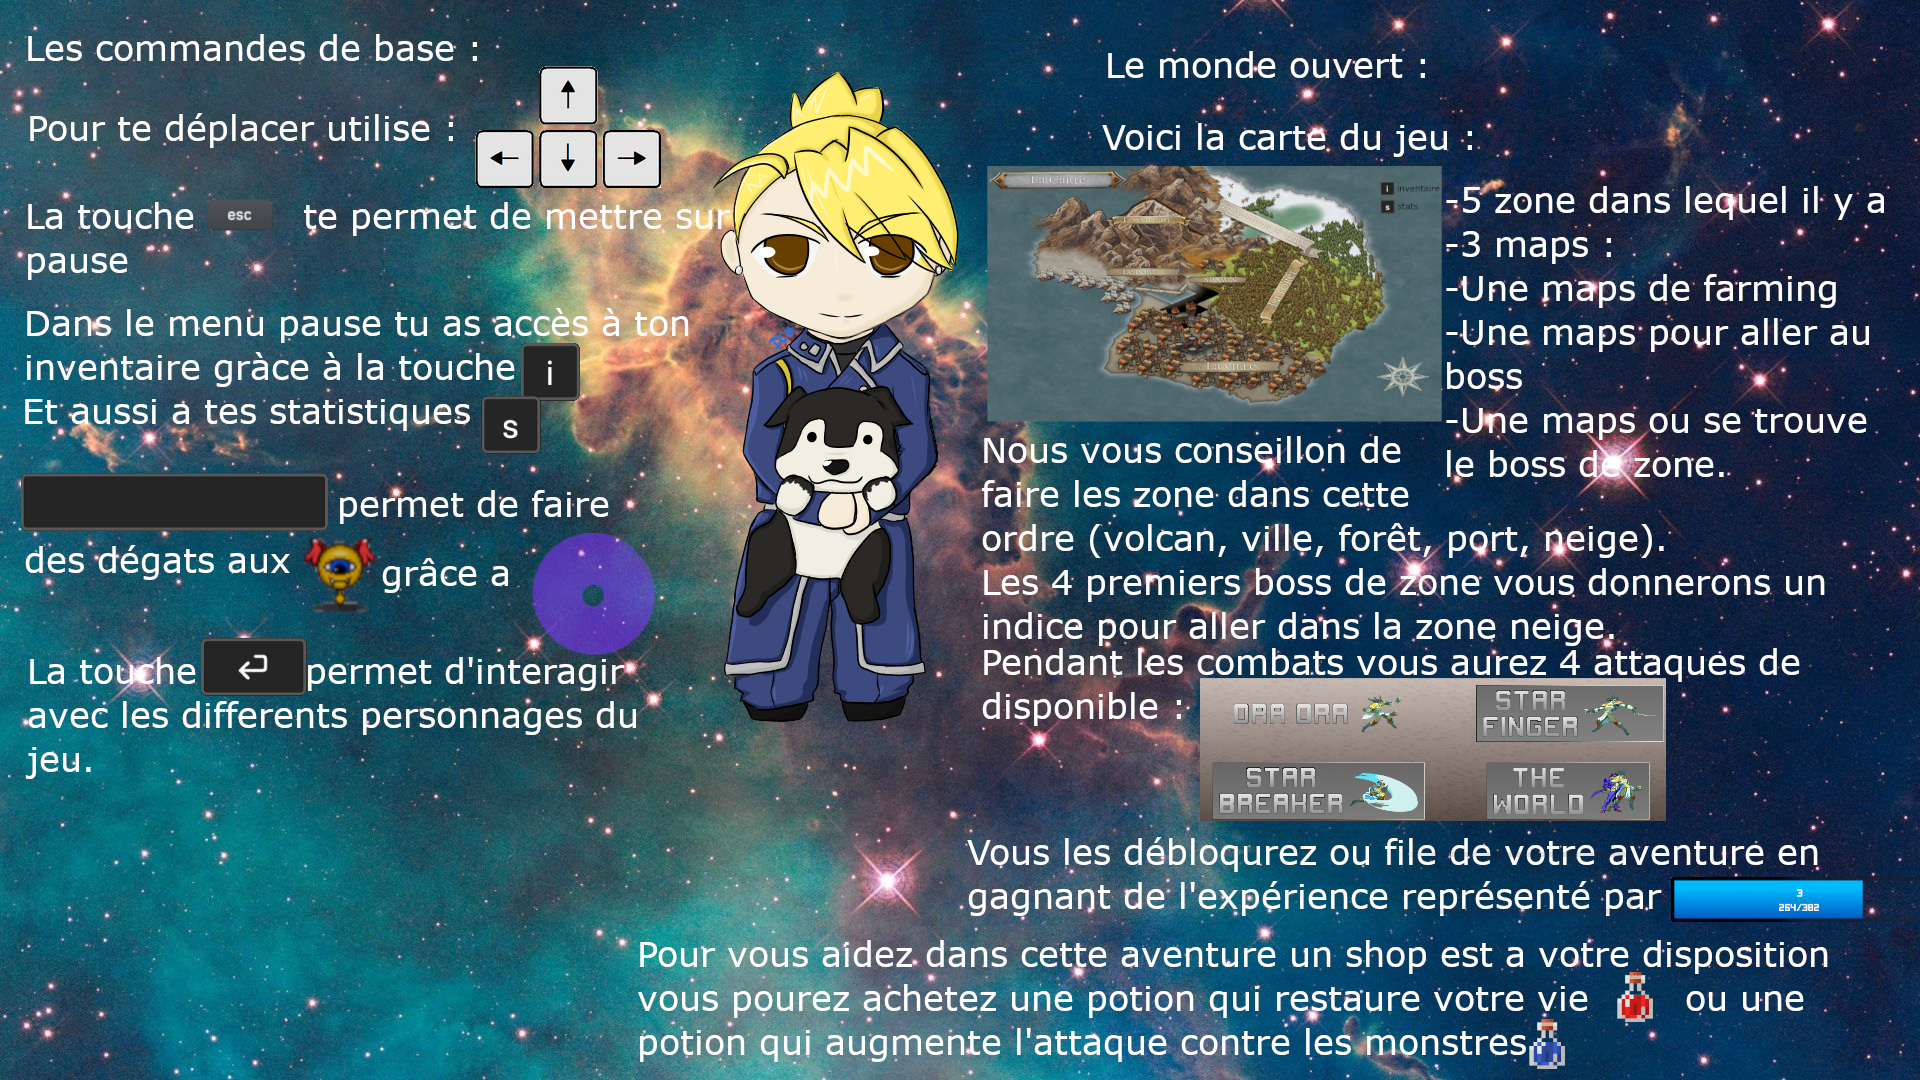 Les commandes de base :
Pour te déplacer utilise :
↑
← ↓ →
La touche esc te permet de mettre sur
pause
Dans le menu pause tu as accès à ton
inventaire gràce à la touche i
Et aussi a tes statistiques s
permet de faire
des dégats aux grâce a
La touche permet d'interagir
avec les differents personnages du
jeu.
Le monde ouvert :
Voici la carte du jeu :
La Carte
i inventaire
s stats
La ville
-5 zone dans lequel il y a
-3 maps :
-Une maps de farming
-Une maps pour aller au
boss
-Une maps ou se trouve
le boss de zone.
Nous vous conseillon de
faire les zone dans cette
ordre (volcan, ville, forêt, port, neige).
Les 4 premiers boss de zone vous donnerons un
indice pour aller dans la zone neige.
Pendant les combats vous aurez 4 attaques de
disponible :
ORA ORA
STAR
FINGER
STAR
BREAKER
THE
WORLD
Vous les débloqurez ou file de votre aventure en
gagnant de l'expérience représenté par
3
264/382
Pour vous aidez dans cette aventure un shop est a votre disposition
vous pourez achetez une potion qui restaure votre vie ou une
potion qui augmente l'attaque contre les monstres